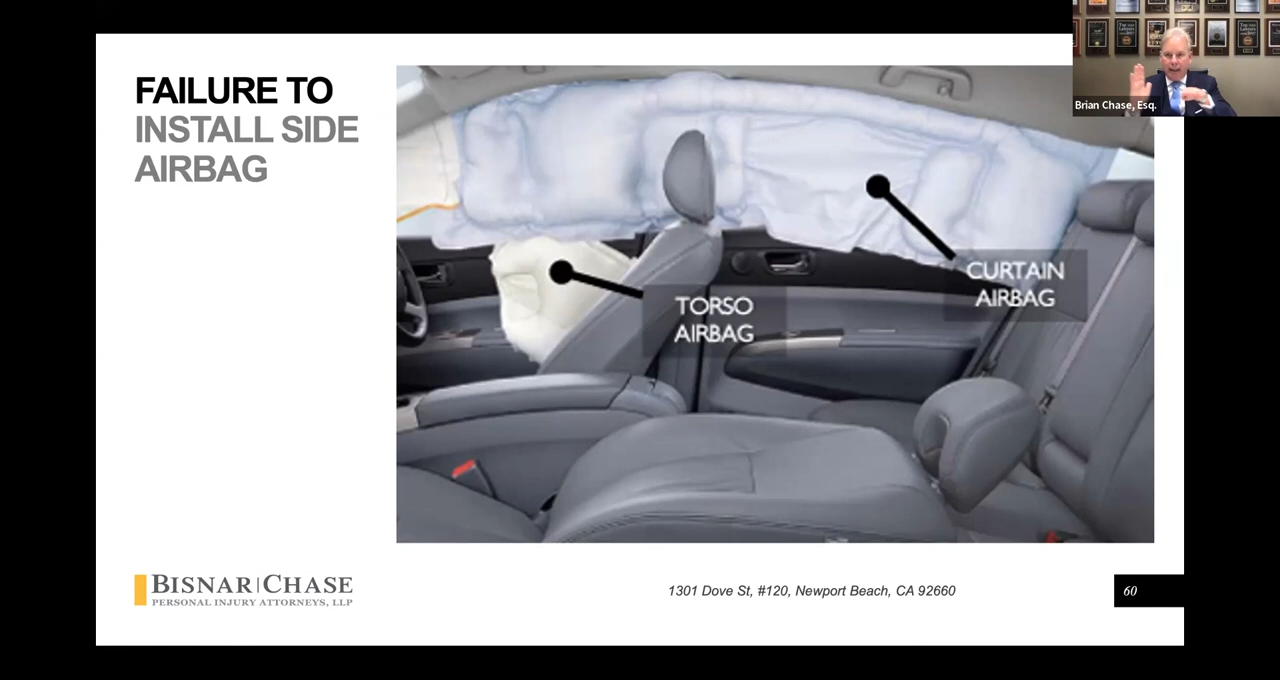 FAILURE TO
INSTALL SIDE
AIRBAG
Brian Chase, Esq.
CURTAIN
AIRBAG
TORSO
AIRBAG
BISNAR|CHASE
PERSONAL INJURY ATTORNEYS, LLP
1301 Dove St, #120, Newport Beach, CA 92660
60